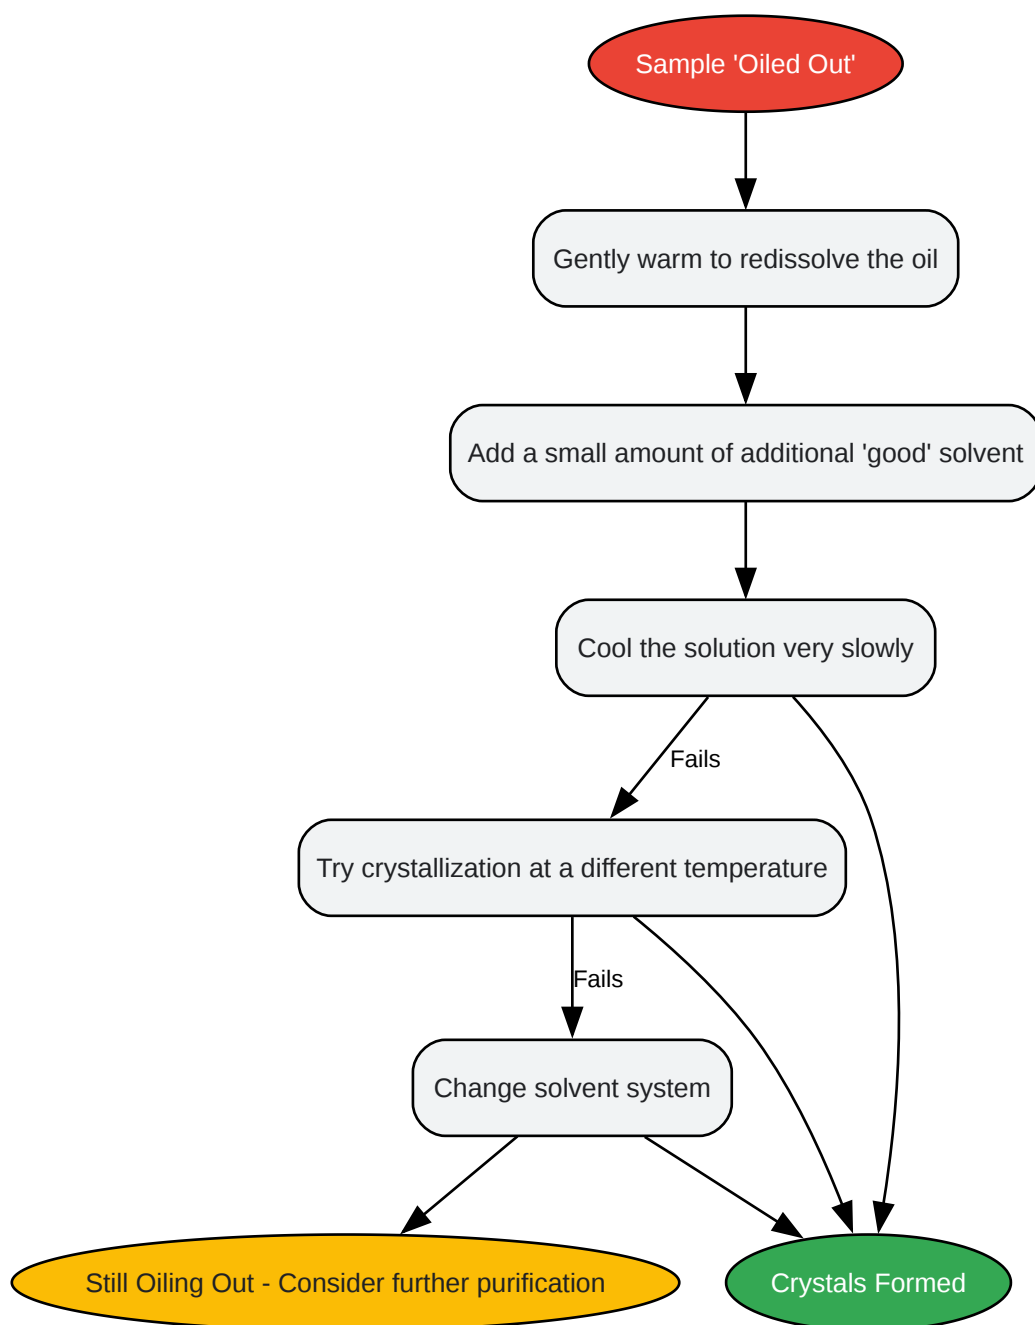 Sample 'Oiled Out'
Gently warm to redissolve the oil
Add a small amount of additional 'good' solvent
Cool the solution very slowly
Fails
Try crystallization at a different temperature
Fails
Change solvent system
Still Oiling Out - Consider further purification
Crystals Formed